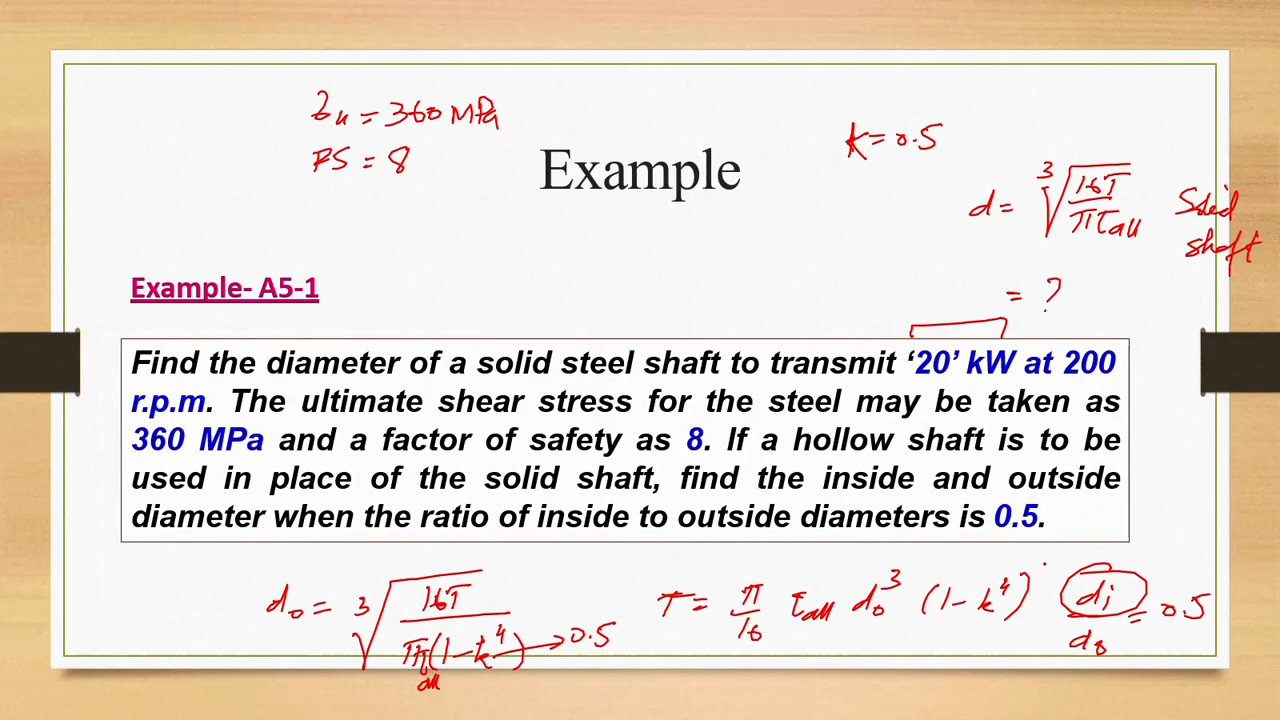 τu = 360 MPa
FS = 8
Example
K = 0.5
d = ∛(16T / πτall) Solid shaft
= ?
Example- A5-1
Find the diameter of a solid steel shaft to transmit ‘20’ kW at 200
r.p.m. The ultimate shear stress for the steel may be taken as
360 MPa and a factor of safety as 8. If a hollow shaft is to be
used in place of the solid shaft, find the inside and outside
diameter when the ratio of inside to outside diameters is 0.5.
do = ∛(16T / πτall(1-k⁴)) → 0.5
T = π/16 τall do³ (1-k⁴)
di/do = 0.5